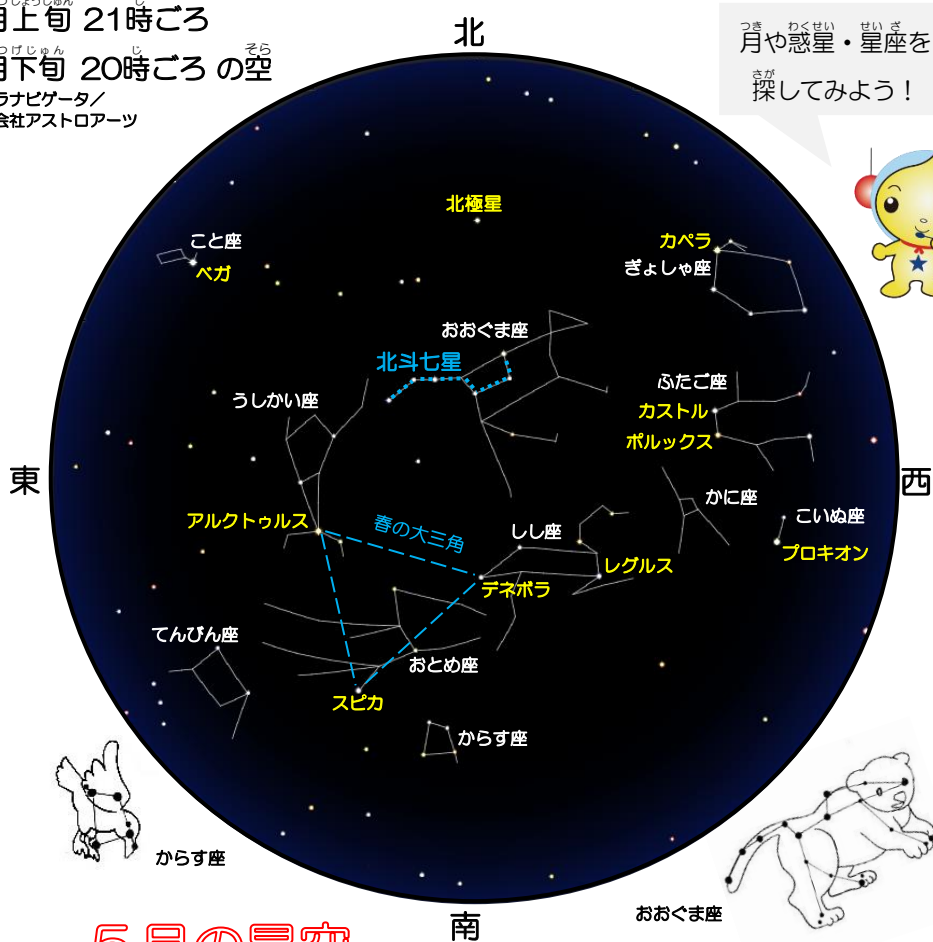 月上旬 21時ごろ
月下旬 20時ごろ の空
ラナビゲータ／
会社アストロアーツ
北
月や惑星・星座を
探してみよう！
北極星
カペラ
ぎょしゃ座
こと座
ベガ
おおぐま座
北斗七星
うしかい座
ふたご座
カストル
ポルックス
東
西
かに座
こいぬ座
プロキオン
アルクトゥルス
春の大三角
しし座
レグルス
デネボラ
てんびん座
おとめ座
スピカ
からす座
からす座
おおぐま座
南
５月の星空